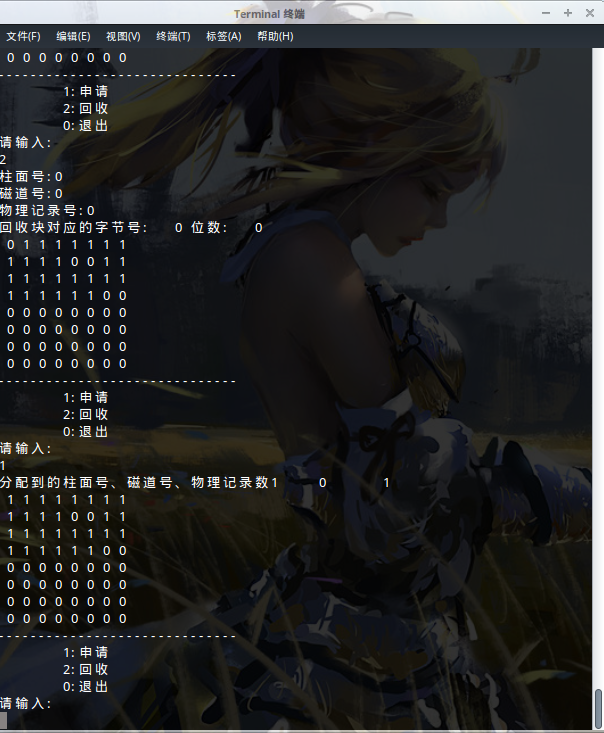 Terminal 终端
文件(F) 编辑(E) 视图(V) 终端(T) 标签(A) 帮助(H)
0 0 0 0 0 0 0 0
------------------------------
1: 申请
2: 回收
0: 退出
请输入:
2
柱面号:0
磁道号:0
物理记录号:0
回收块对应的字节号: 0 位数: 0
0 1 1 1 1 1 1 1
1 1 1 1 0 0 1 1
1 1 1 1 1 1 1 1
1 1 1 1 1 1 0 0
0 0 0 0 0 0 0 0
0 0 0 0 0 0 0 0
0 0 0 0 0 0 0 0
0 0 0 0 0 0 0 0
------------------------------
1: 申请
2: 回收
0: 退出
请输入:
1
分配到的柱面号、磁道号、物理记录数1 0 1
1 1 1 1 1 1 1 1
1 1 1 1 0 0 1 1
1 1 1 1 1 1 1 1
1 1 1 1 1 1 0 0
0 0 0 0 0 0 0 0
0 0 0 0 0 0 0 0
0 0 0 0 0 0 0 0
0 0 0 0 0 0 0 0
------------------------------
1: 申请
2: 回收
0: 退出
请输入: